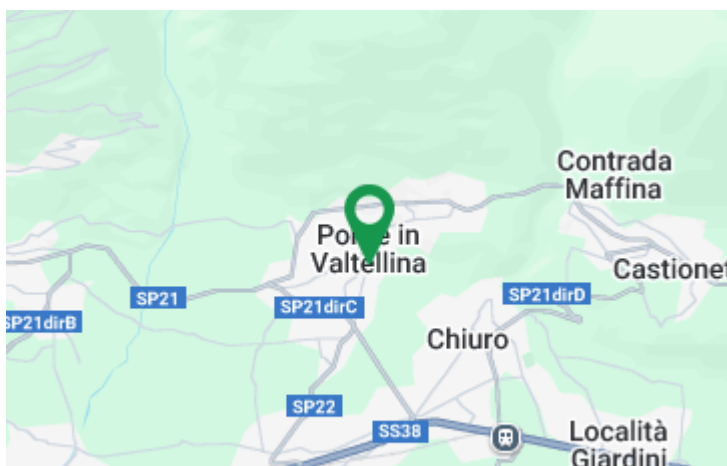 Contrada
Maffina
Ponte in
Valtellina
Castionet
SP21
SP21dirC
SP21dirD
SP21dirB
Chiuro
SP22
SS38
Località
Giardini